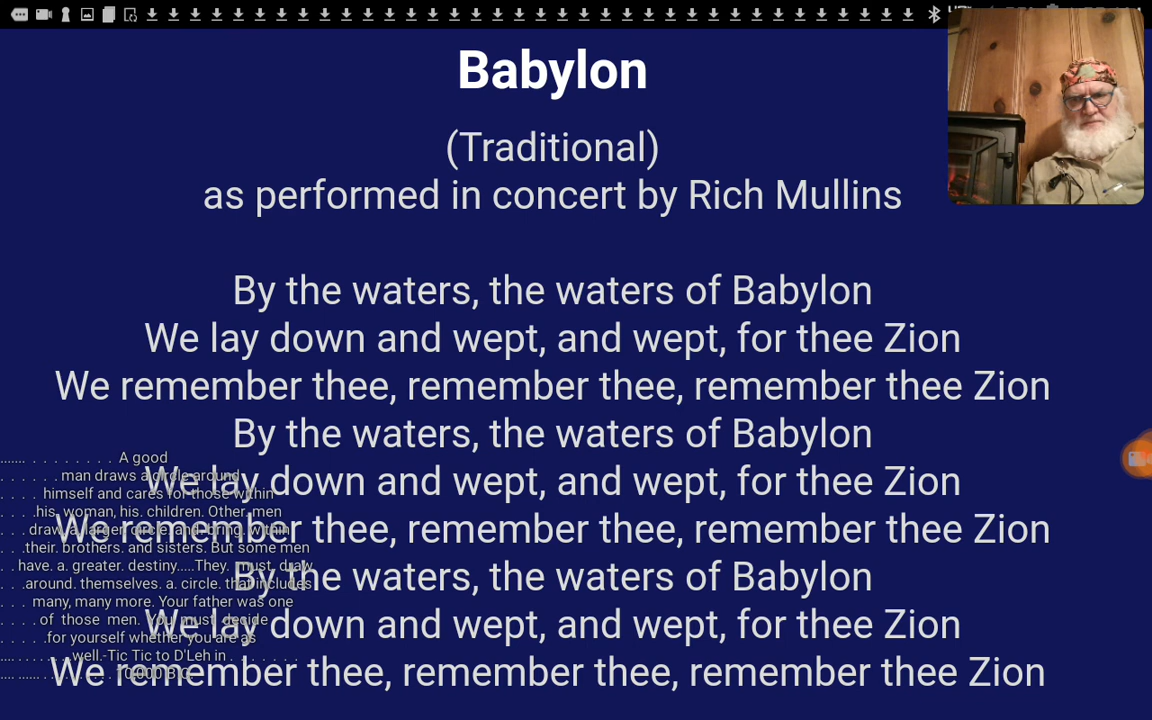 Babylon
(Traditional)
as performed in concert by Rich Mullins
By the waters, the waters of Babylon
We lay down and wept, and wept, for thee Zion
We remember thee, remember thee, remember thee Zion
By the waters, the waters of Babylon
We lay down and wept, and wept, for thee Zion
We remember thee, remember thee, remember thee Zion
By the waters, the waters of Babylon
We lay down and wept, and wept, for thee Zion
We remember thee, remember thee, remember thee Zion
....... . . . . . . . . . A good
. . . . . . man draws a circle around
. . . . himself and cares for those within
. . . .his. woman, his. children. Other. men
. . . draw. a. larger. circle. and. bring. within
. . .their. brothers. and sisters. But some men
. . have. a. greater. destiny.....They. must. draw
. . .around. themselves. a. circle. that includes
. . . . many, many more. Your father was one
. . . . of those men. You must decide
. . . . .for yourself whether you are as
.... . . . . . . well.-Tic Tic to D'Leh in . . . . . . .
.... ...... . . . . . . . . . 10,000 B.C.